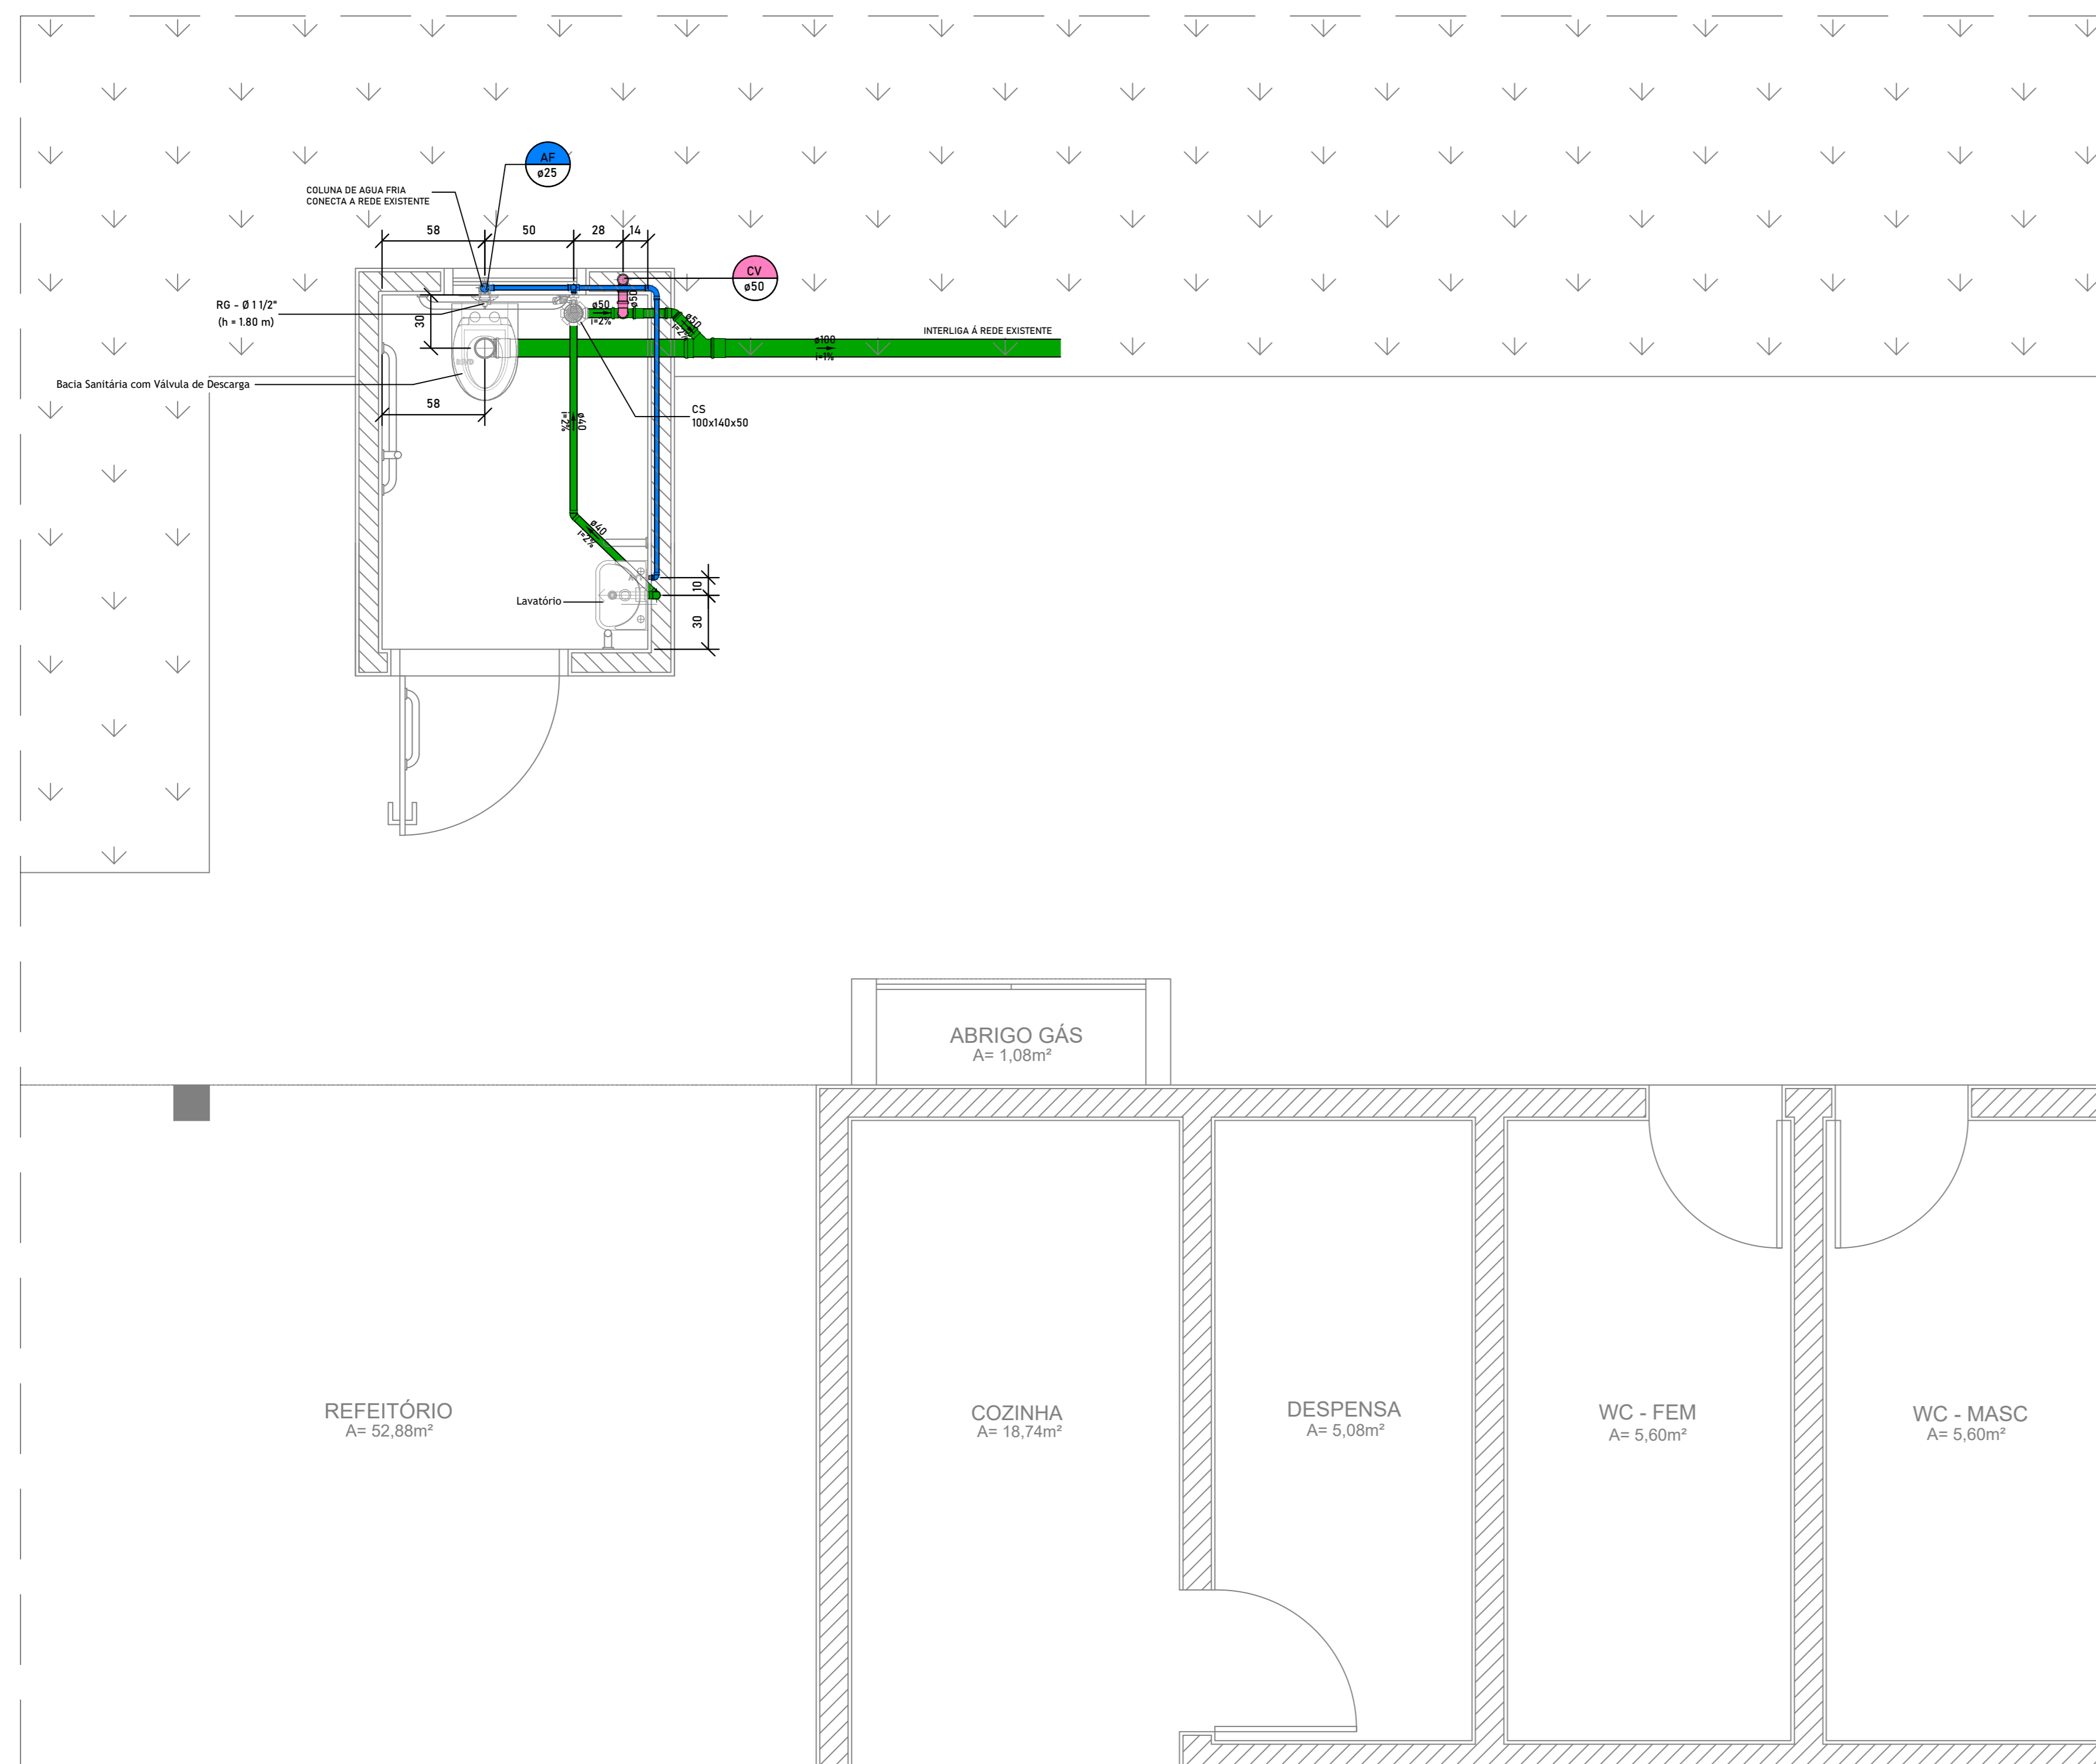 AF
ø25
COLUNA DE AGUA FRIA
CONECTA A REDE EXISTENTE
58
50
28
14
CV
ø50
RG - Ø 1 1/2"
(h = 1.80 m)
30
ø50
i=2%
ø50
ø50
i=2%
INTERLIGA Á REDE EXISTENTE
ø100
i=1%
Bacia Sanitária com Válvula de Descarga
58
CS
100x140x50
ø40
i=2%
ø40
i=2%
Lavatório
10
30
ABRIGO GÁS
A= 1,08m²
REFEITÓRIO
A= 52,88m²
COZINHA
A= 18,74m²
DESPENSA
A= 5,08m²
WC - FEM
A= 5,60m²
WC - MASC
A= 5,60m²